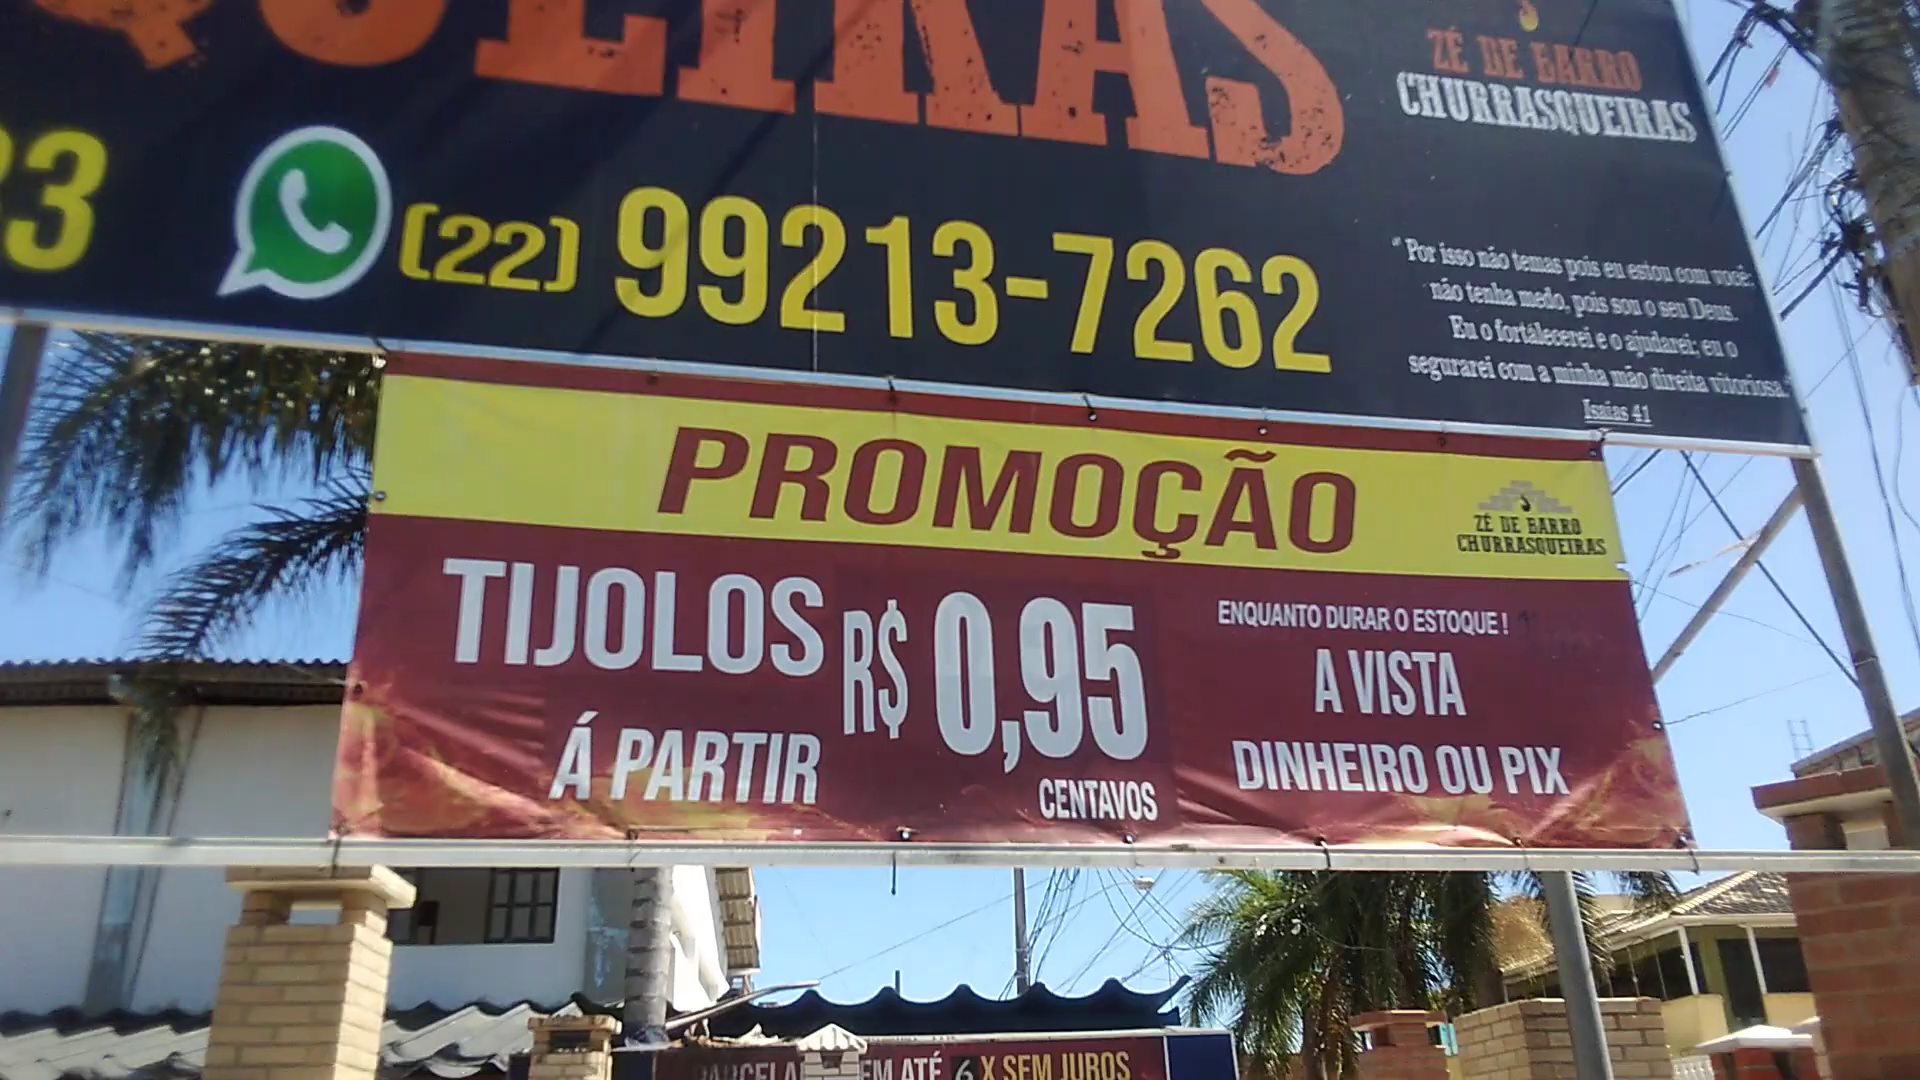 QUEIRAS
ZÉ DE BARRO
CHURRASQUEIRAS
33
(22) 99213-7262
“Por isso não temas pois eu estou com você:
não tenha medo, pois sou o seu Deus.
Eu o fortalecerei e o ajudarei; eu o
segurarei com a minha mão direita vitoriosa.
Isaias 41
PROMOÇÃO
ZÉ DE BARRO
CHURRASQUEIRAS
TIJOLOS
Á PARTIR
R$ 0,95
CENTAVOS
ENQUANTO DURAR O ESTOQUE !
A VISTA
DINHEIRO OU PIX
EM ATÉ 6 X SEM JUROS